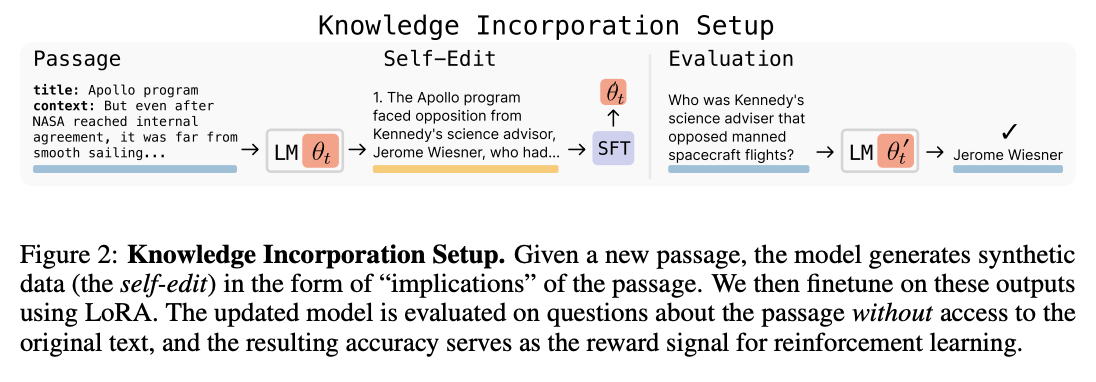 Knowledge Incorporation Setup
Passage
title: Apollo program
context: But even after
NASA reached internal
agreement, it was far from
smooth sailing...
→
LM θt
→
Self-Edit
1. The Apollo program
faced opposition from
Kennedy's science advisor,
Jerome Wiesner, who had...
→
SFT
↑
θ̇t
Evaluation
Who was Kennedy's
science adviser that
opposed manned
spacecraft flights?
→
LM θt′
→
✓
Jerome Wiesner
Figure 2: Knowledge Incorporation Setup. Given a new passage, the model generates synthetic
data (the self-edit) in the form of “implications” of the passage. We then finetune on these outputs
using LoRA. The updated model is evaluated on questions about the passage without access to the
original text, and the resulting accuracy serves as the reward signal for reinforcement learning.